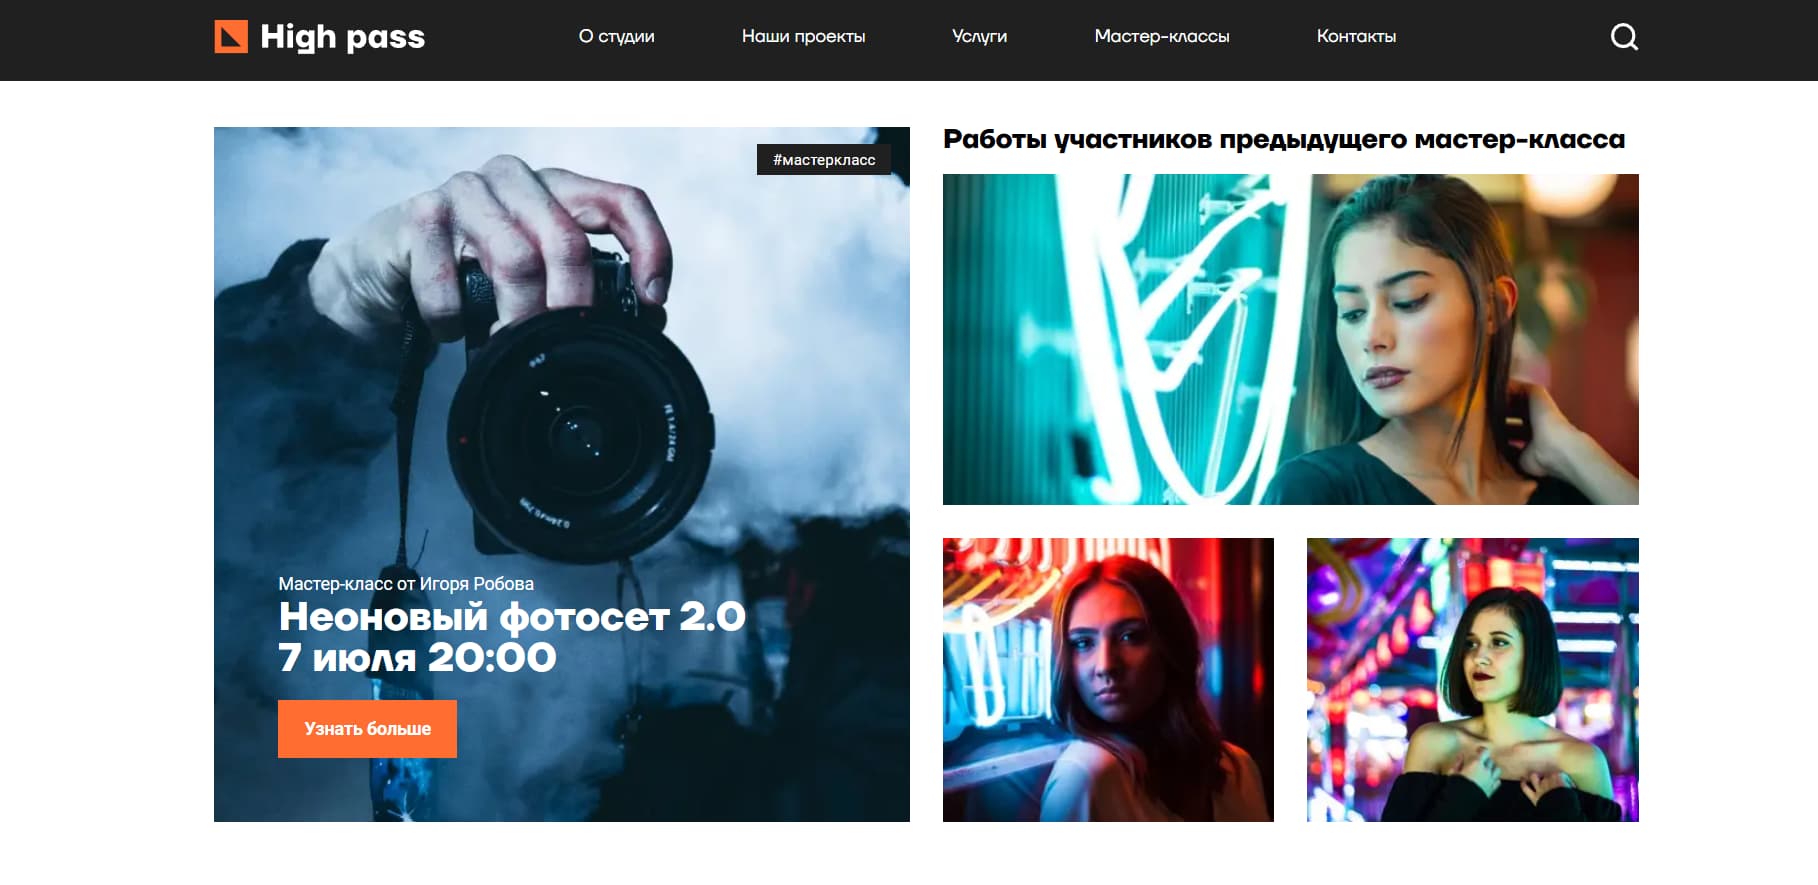 High pass
О студии
Наши проекты
Услуги
Мастер-классы
Контакты
#мастеркласс
Мастер-класс от Игоря Робова
Неоновый фотосет 2.0
7 июля 20:00
Узнать больше
Работы участников предыдущего мастер-класса